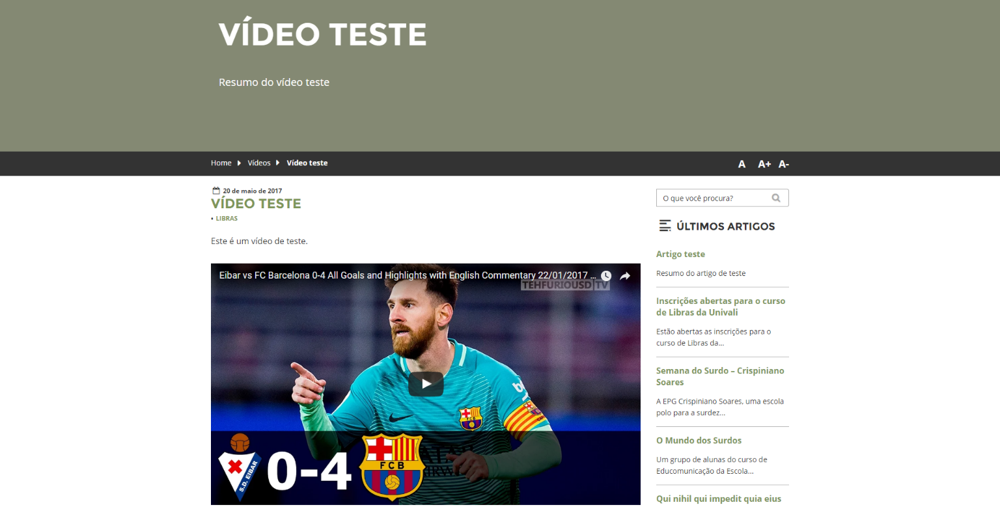 VÍDEO TESTE
Resumo do vídeo teste
Home Vídeos Vídeo teste
A A+ A-
20 de maio de 2017
VÍDEO TESTE
• LIBRAS
Este é um vídeo de teste.
Eibar vs FC Barcelona 0-4 All Goals and Highlights with English Commentary 22/01/2017 ...
TEHFURIOUSD|TV
S.D. EIBAR
0-4
FCB
O que você procura?
ÚLTIMOS ARTIGOS
Artigo teste
Resumo do artigo de teste
Inscrições abertas para o curso
de Libras da Univali
Estão abertas as inscrições para o
curso de Libras da...
Semana do Surdo – Crispiniano
Soares
A EPG Crispiniano Soares, uma escola
polo para a surdez...
O Mundo dos Surdos
Um grupo de alunas do curso de
Educomunicação da Escola...
Qui nihil qui impedit quia eius